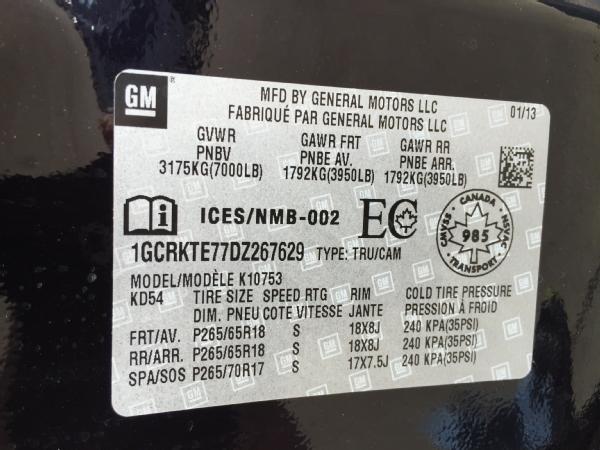 GM
MFD BY GENERAL MOTORS LLC
FABRIQUÉ PAR GENERAL MOTORS LLC
01/13
GVWR GAWR FRT GAWR RR
PNBV PNBE AV. PNBE ARR.
3175KG(7000LB) 1792KG(3950LB) 1792KG(3950LB)
ICES/NMB-002 EC
CANADA
CMVSS NSVAC
985
TRANSPORT
1GCRKTE77DZ267629 TYPE: TRU/CAM
MODEL/MODÈLE K10753
KD54 TIRE SIZE SPEED RTG RIM COLD TIRE PRESSURE
DIM. PNEU COTE VITESSE JANTE PRESSION À FROID
FRT/AV. P265/65R18 S 18X8J 240 KPA(35PSI)
RR/ARR. P265/65R18 S 18X8J 240 KPA(35PSI)
SPA/SOS P265/70R17 S 17X7.5J 240 KPA(35PSI)